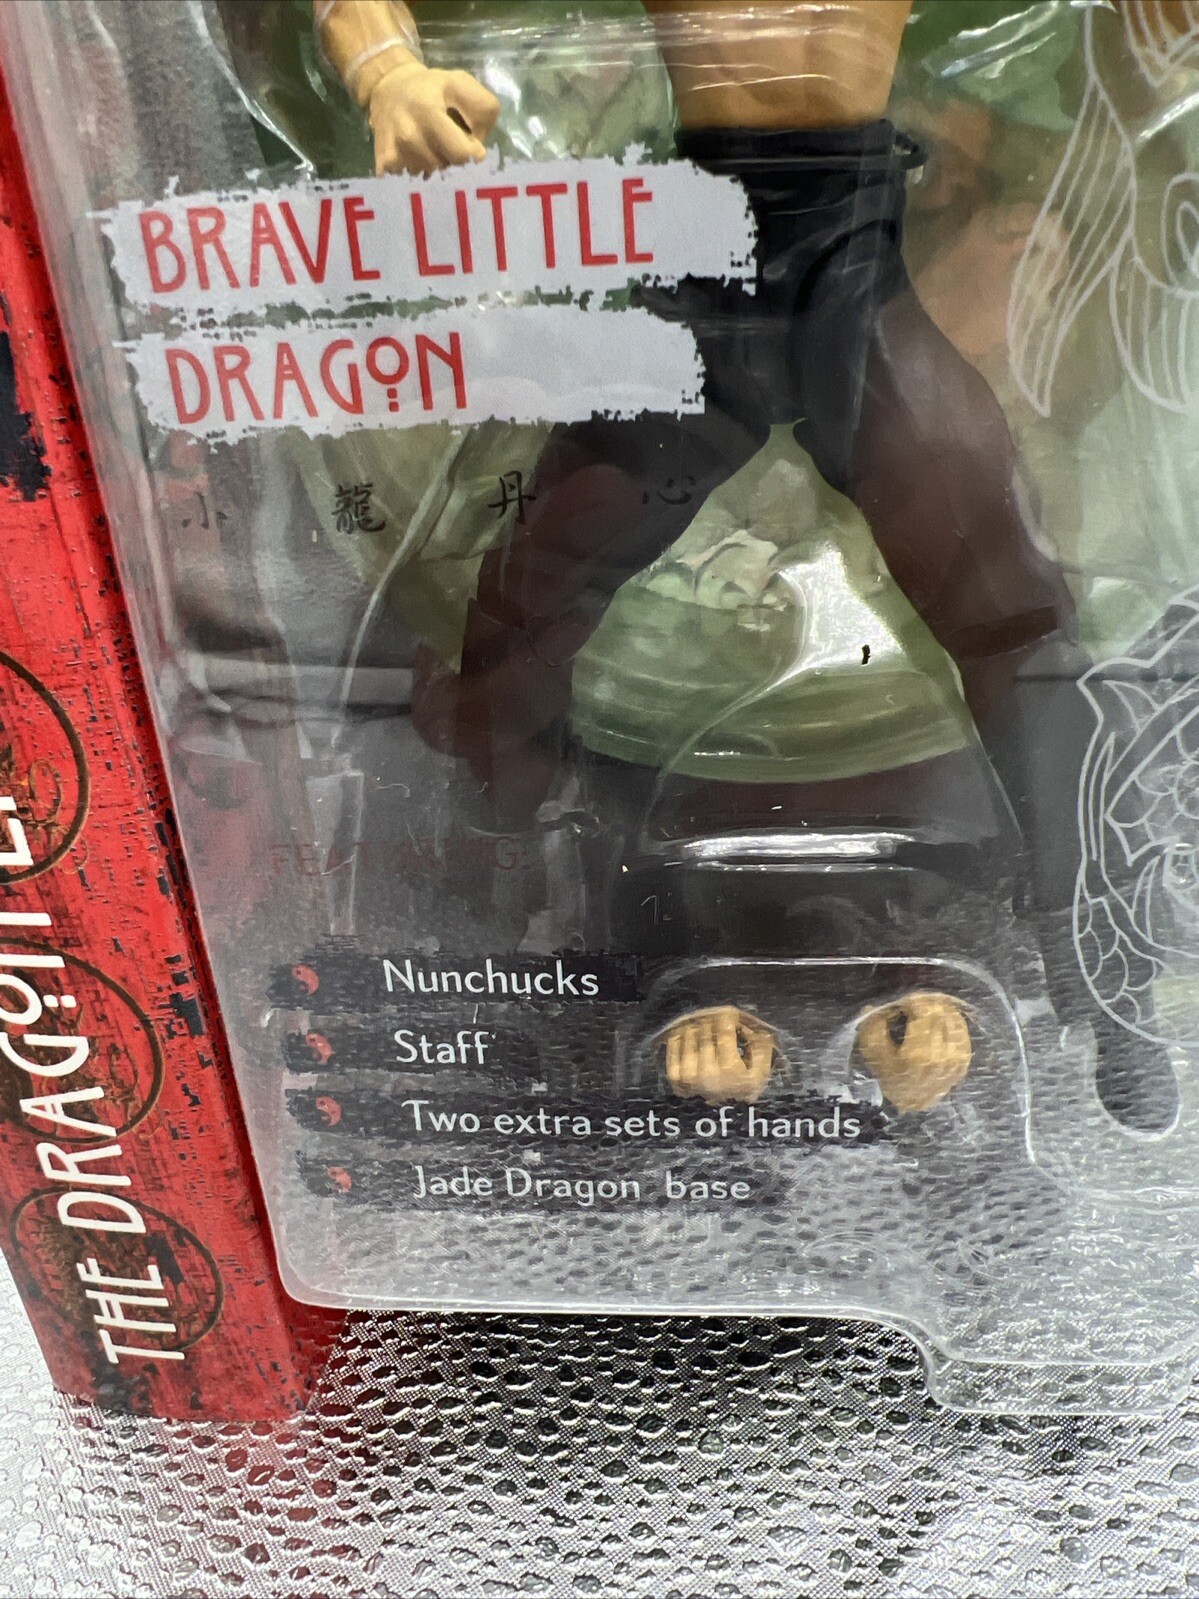 BRAVE LITTLE
DRAGON
小 龍 丹 心
FEATURING:
Nunchucks
Staff
Two extra sets of hands
Jade Dragon base
THE DRAGON